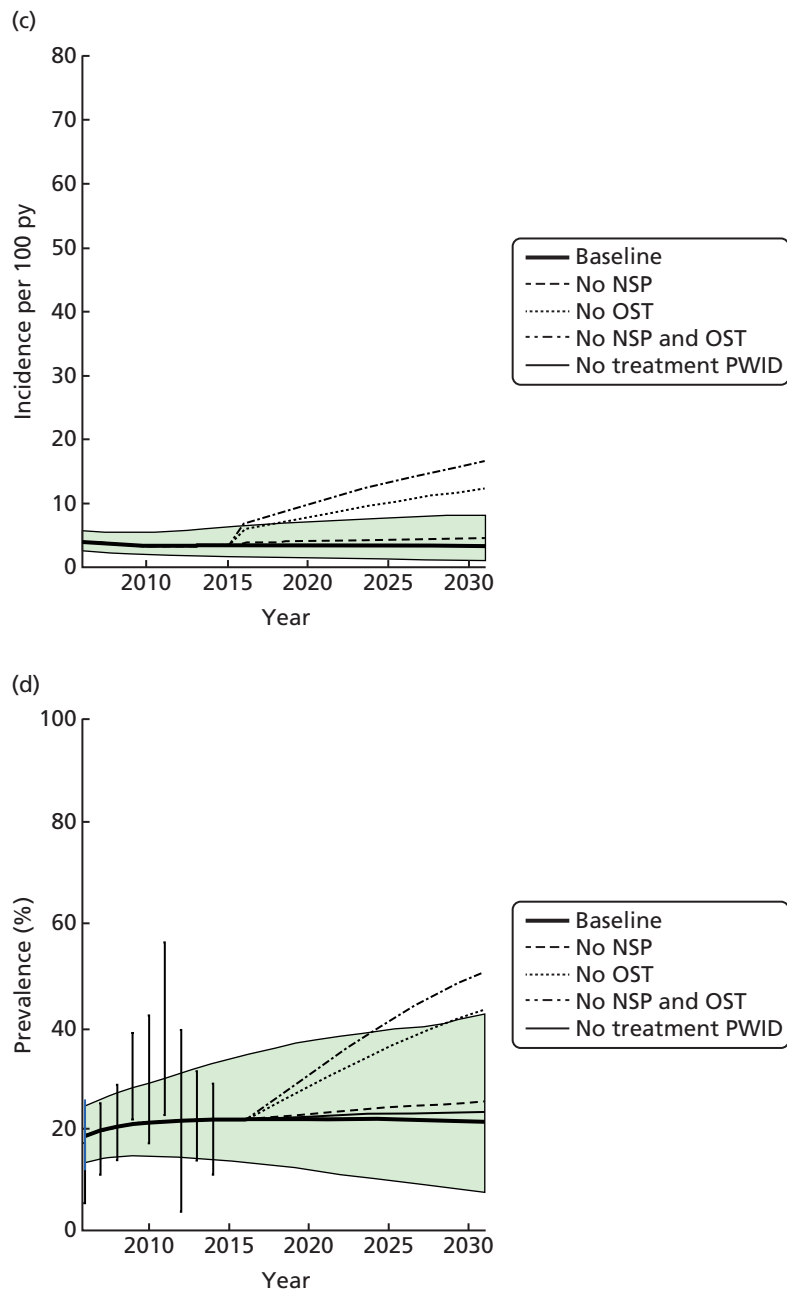 (c)
80
70
60
50
40
30
20
10
0
Incidence per 100 py
2010 2015 2020 2025 2030
Year
Baseline
No NSP
No OST
No NSP and OST
No treatment PWID
(d)
100
80
60
40
20
0
Prevalence (%)
2010 2015 2020 2025 2030
Year
Baseline
No NSP
No OST
No NSP and OST
No treatment PWID